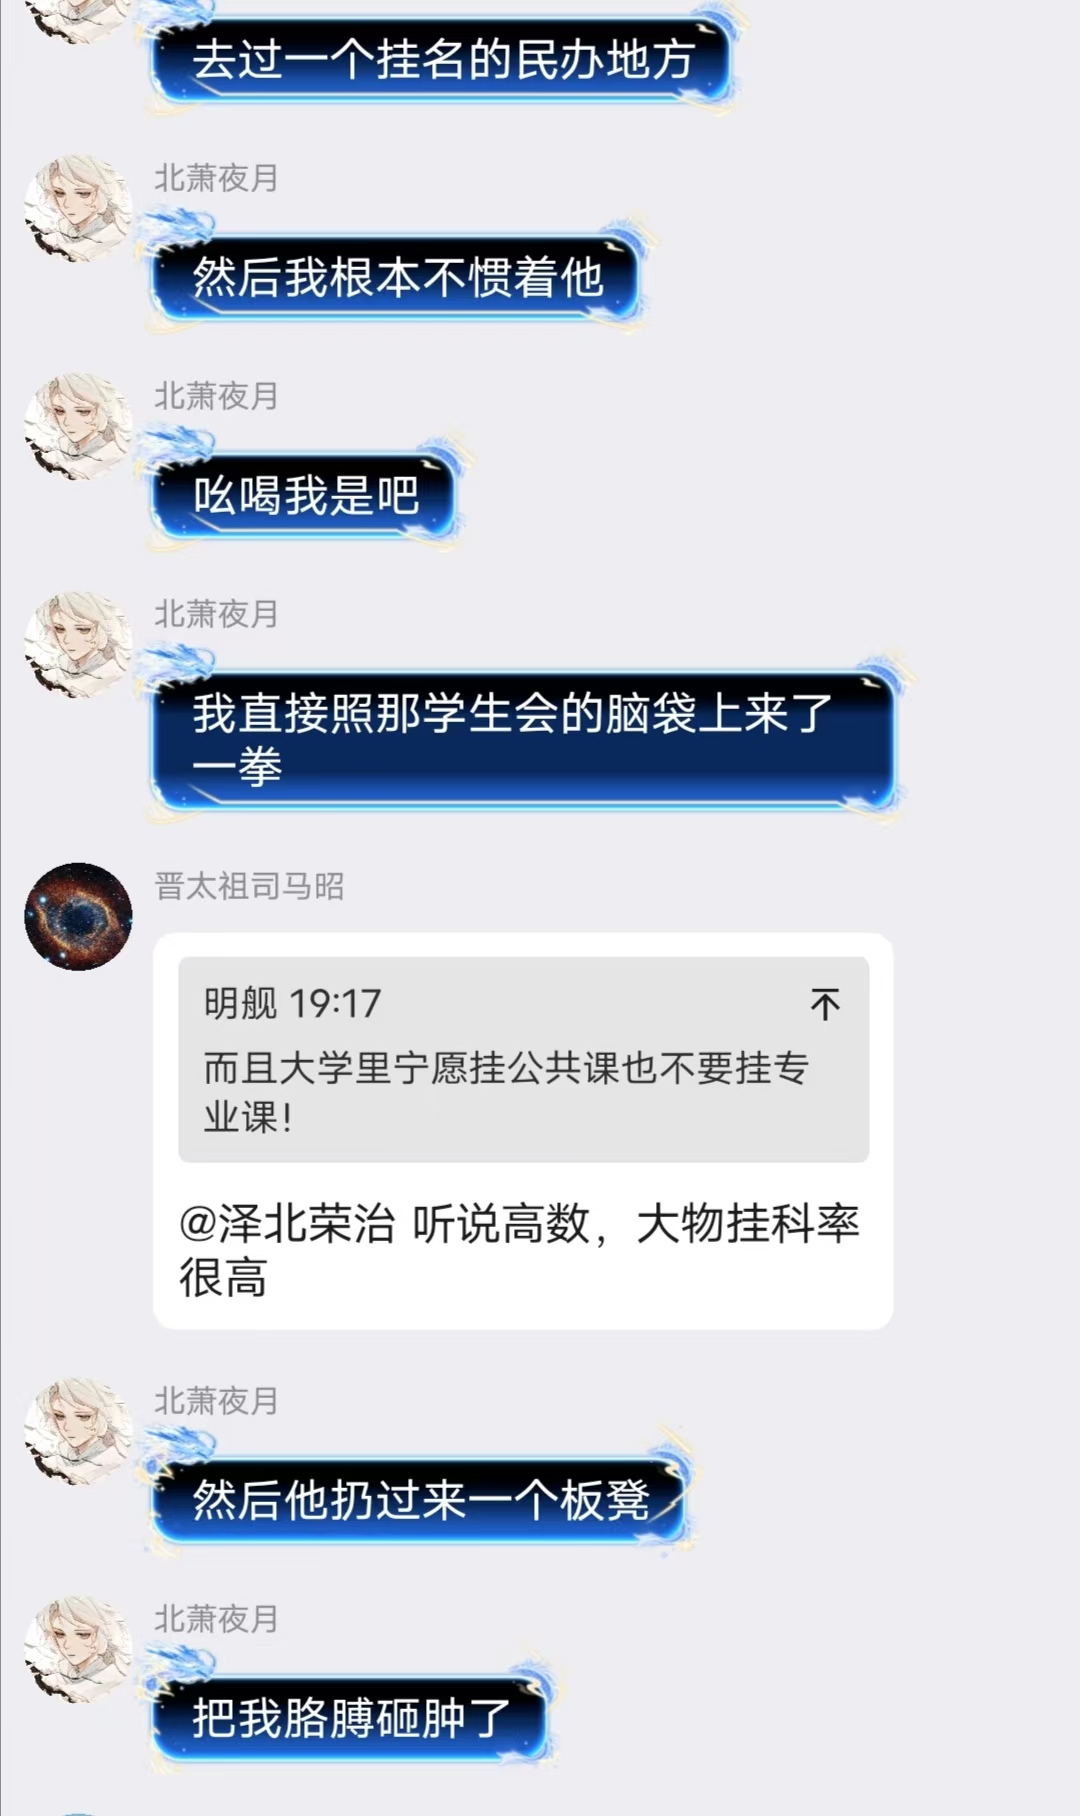 去过一个挂名的民办地方
北萧夜月
然后我根本不惯着他
北萧夜月
吆喝我是吧
北萧夜月
我直接照那学生会的脑袋上来了
一拳
晋太祖司马昭
明舰 19:17
而且大学里宁愿挂公共课也不要挂专
业课！
@泽北荣治 听说高数，大物挂科率
很高
北萧夜月
然后他扔过来一个板凳
北萧夜月
把我胳膊砸肿了